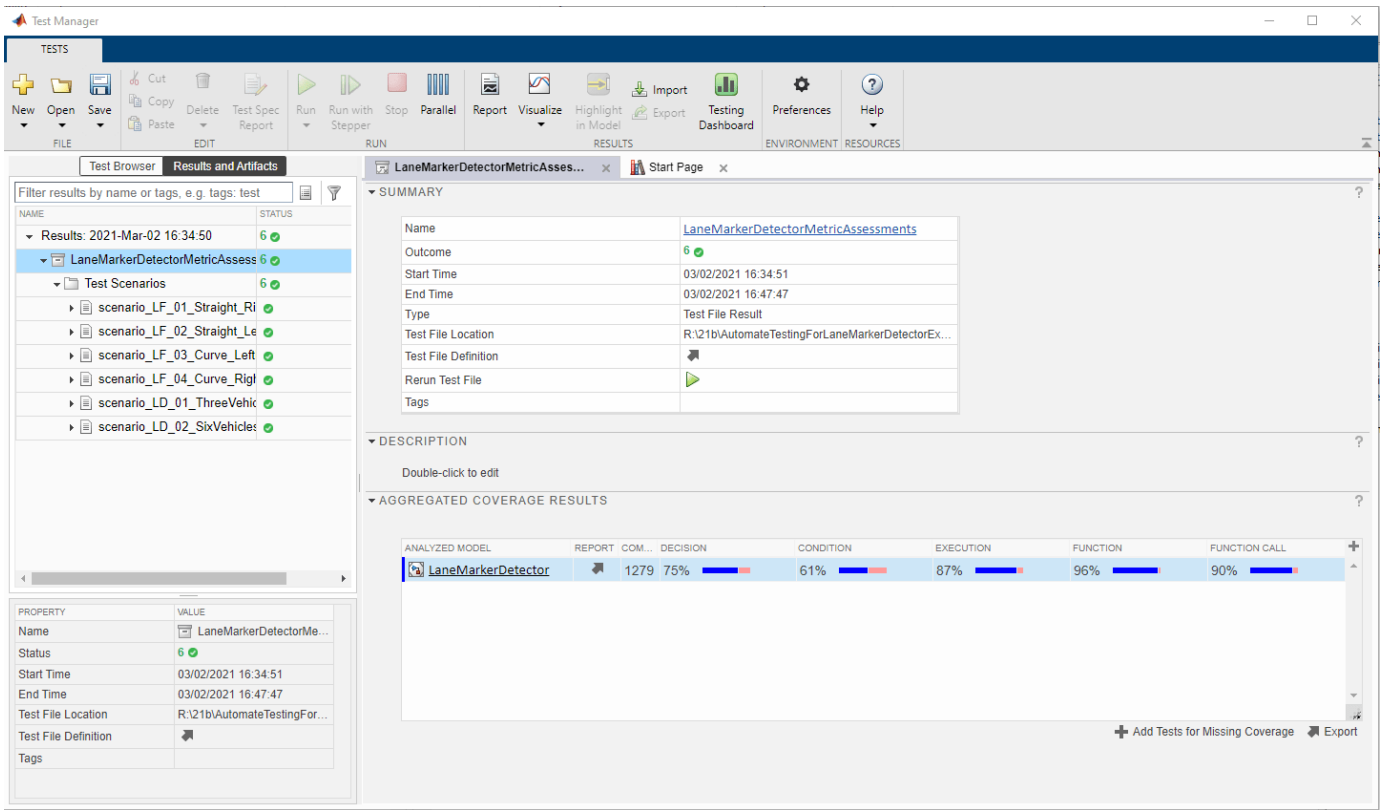 Test Manager
TESTS
New Open Save Cut Copy Paste Delete Test Spec Report Run Run with Stepper Stop Parallel Report Visualize Highlight in Model Import Export Testing Dashboard Preferences Help
FILE EDIT RUN RESULTS ENVIRONMENT RESOURCES
Test Browser Results and Artifacts
LaneMarkerDetectorMetricAsses... Start Page
Filter results by name or tags, e.g. tags: test
NAME STATUS
Results: 2021-Mar-02 16:34:50 6
LaneMarkerDetectorMetricAssess 6
Test Scenarios 6
scenario_LF_01_Straight_Ri
scenario_LF_02_Straight_Le
scenario_LF_03_Curve_Left
scenario_LF_04_Curve_Righ
scenario_LD_01_ThreeVehic
scenario_LD_02_SixVehicles
PROPERTY VALUE
Name LaneMarkerDetectorMe...
Status 6
Start Time 03/02/2021 16:34:51
End Time 03/02/2021 16:47:47
Test File Location R:\21b\AutomateTestingFor...
Test File Definition
Tags
SUMMARY ?
Name LaneMarkerDetectorMetricAssessments
Outcome 6
Start Time 03/02/2021 16:34:51
End Time 03/02/2021 16:47:47
Type Test File Result
Test File Location R:\21b\AutomateTestingForLaneMarkerDetectorEx...
Test File Definition
Rerun Test File
Tags
DESCRIPTION ?
Double-click to edit
AGGREGATED COVERAGE RESULTS ?
ANALYZED MODEL REPORT COM... DECISION CONDITION EXECUTION FUNCTION FUNCTION CALL
LaneMarkerDetector 1279 75% 61% 87% 96% 90%
Add Tests for Missing Coverage Export